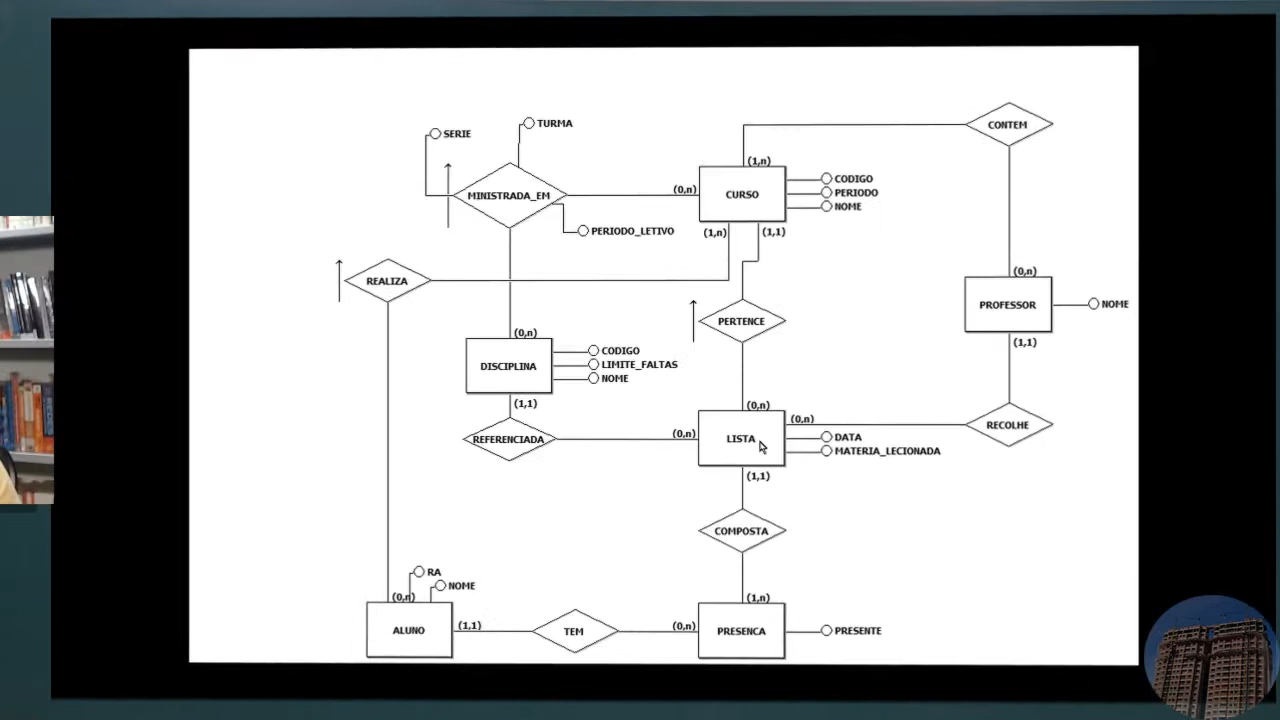 TURMA
SERIE
CONTEM
(1,n)
CODIGO
MINISTRADA_EM
(0,n)
CURSO
PERIODO
NOME
PERIODO_LETIVO
(1,n)
(1,1)
(0,n)
REALIZA
PROFESSOR
NOME
PERTENCE
(0,n)
(1,1)
CODIGO
DISCIPLINA
LIMITE_FALTAS
NOME
(1,1)
(0,n)
(0,n)
RECOLHE
REFERENCIADA
(0,n)
LISTA
DATA
MATERIA_LECIONADA
(1,1)
COMPOSTA
RA
NOME
(0,n)
(1,n)
ALUNO
(1,1)
TEM
(0,n)
PRESENCA
PRESENTE